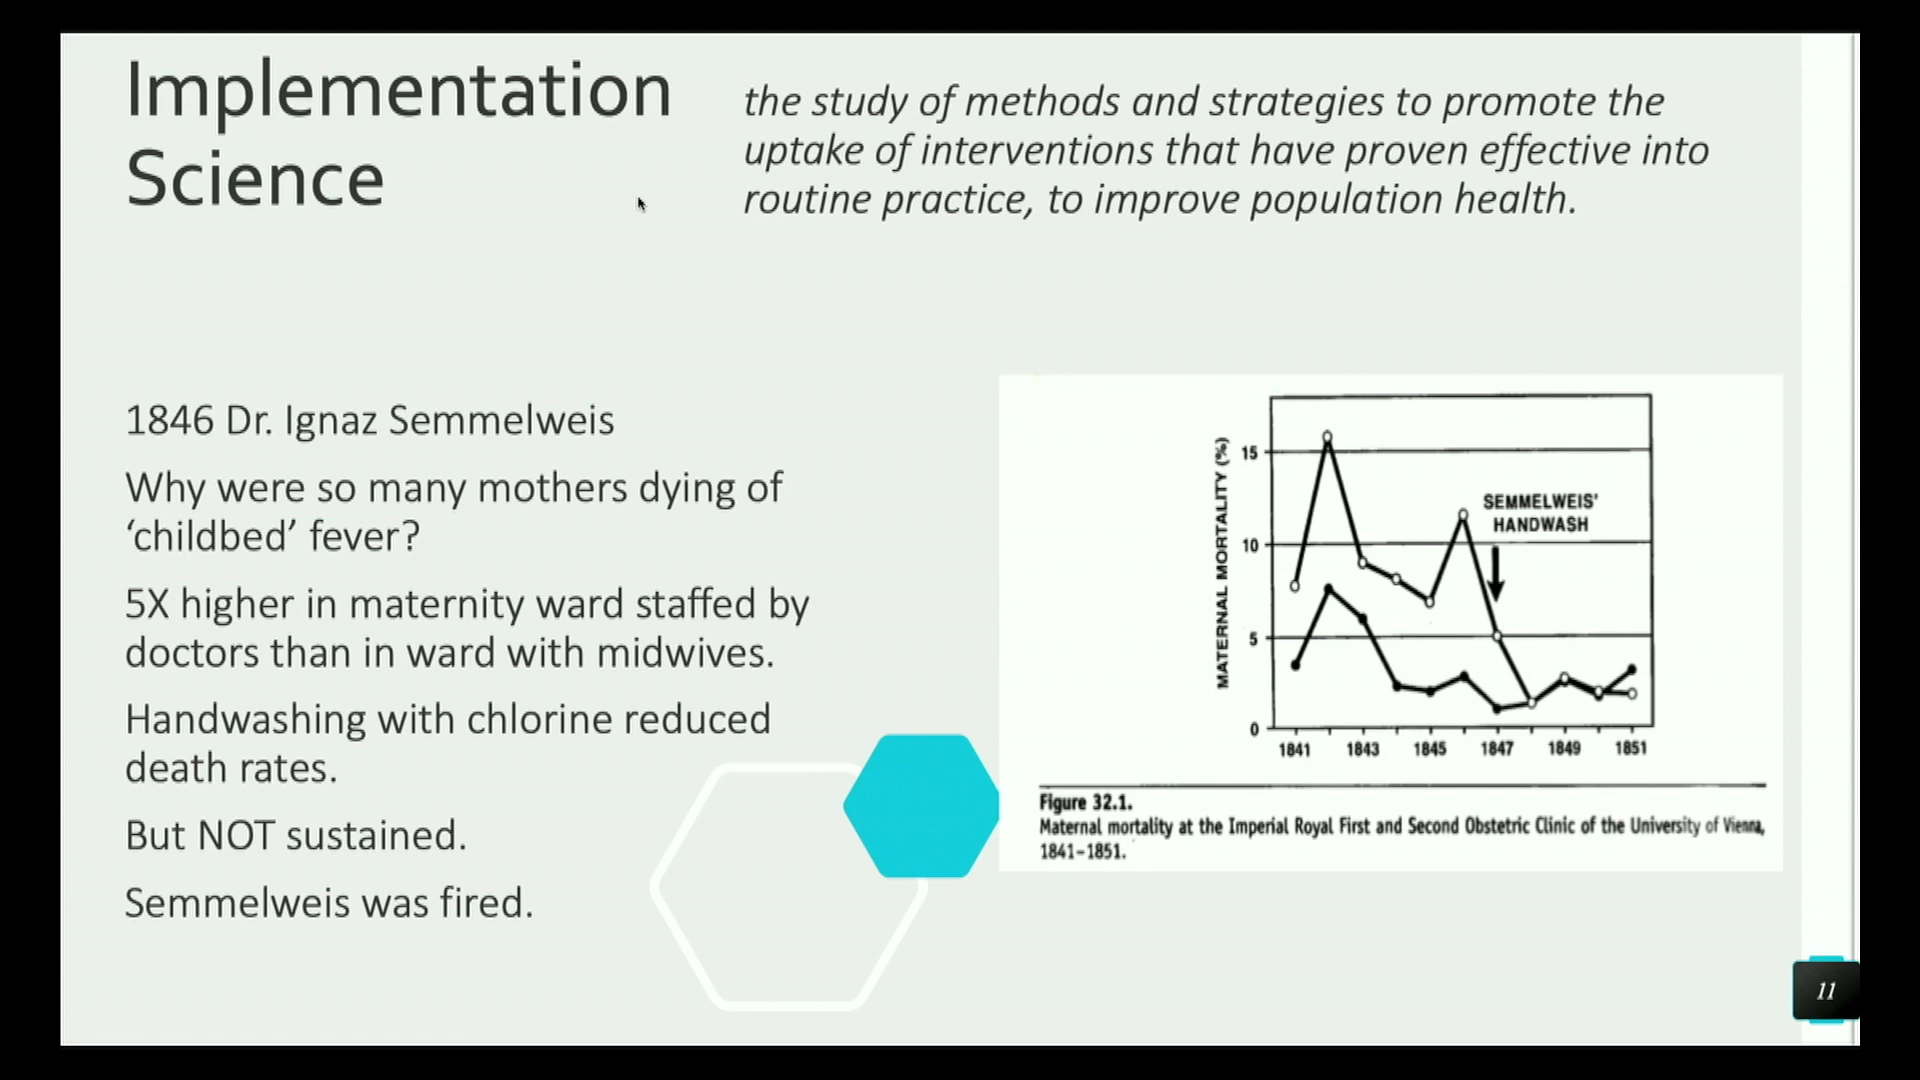 Implementation
Science
the study of methods and strategies to promote the
uptake of interventions that have proven effective into
routine practice, to improve population health.
1846 Dr. Ignaz Semmelweis
Why were so many mothers dying of
‘childbed’ fever?
5X higher in maternity ward staffed by
doctors than in ward with midwives.
Handwashing with chlorine reduced
death rates.
But NOT sustained.
Semmelweis was fired.
MATERNAL MORTALITY (%)
15
10
5
0
SEMMELWEIS'
HANDWASH
1841 1843 1845 1847 1849 1851
Figure 32.1.
Maternal mortality at the Imperial Royal First and Second Obstetric Clinic of the University of Vienna,
1841–1851.
11